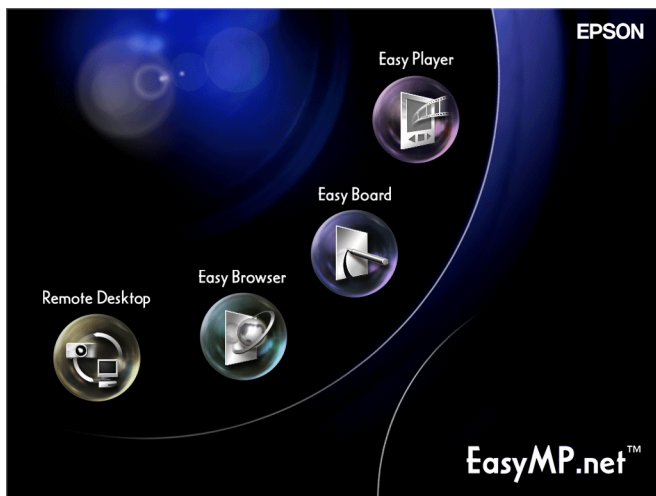 EPSON
Easy Player
Easy Board
Easy Browser
Remote Desktop
EasyMP.net™